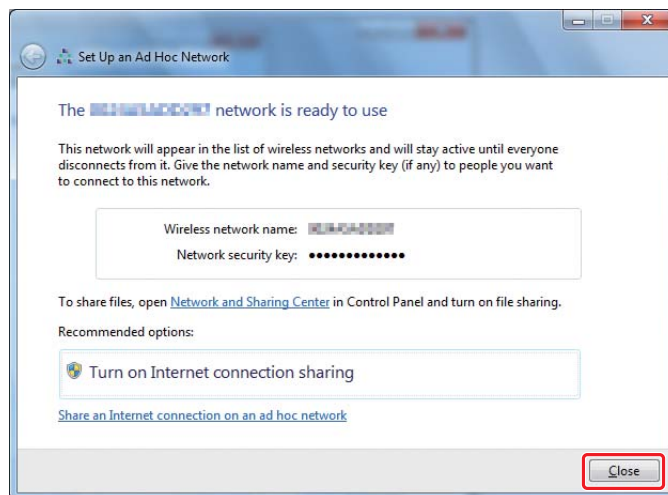 Set Up an Ad Hoc Network
The network is ready to use
This network will appear in the list of wireless networks and will stay active until everyone
disconnects from it. Give the network name and security key (if any) to people you want
to connect to this network.
Wireless network name:
Network security key: •••••••••••••
To share files, open Network and Sharing Center in Control Panel and turn on file sharing.
Recommended options:
Turn on Internet connection sharing
Share an Internet connection on an ad hoc network
Close